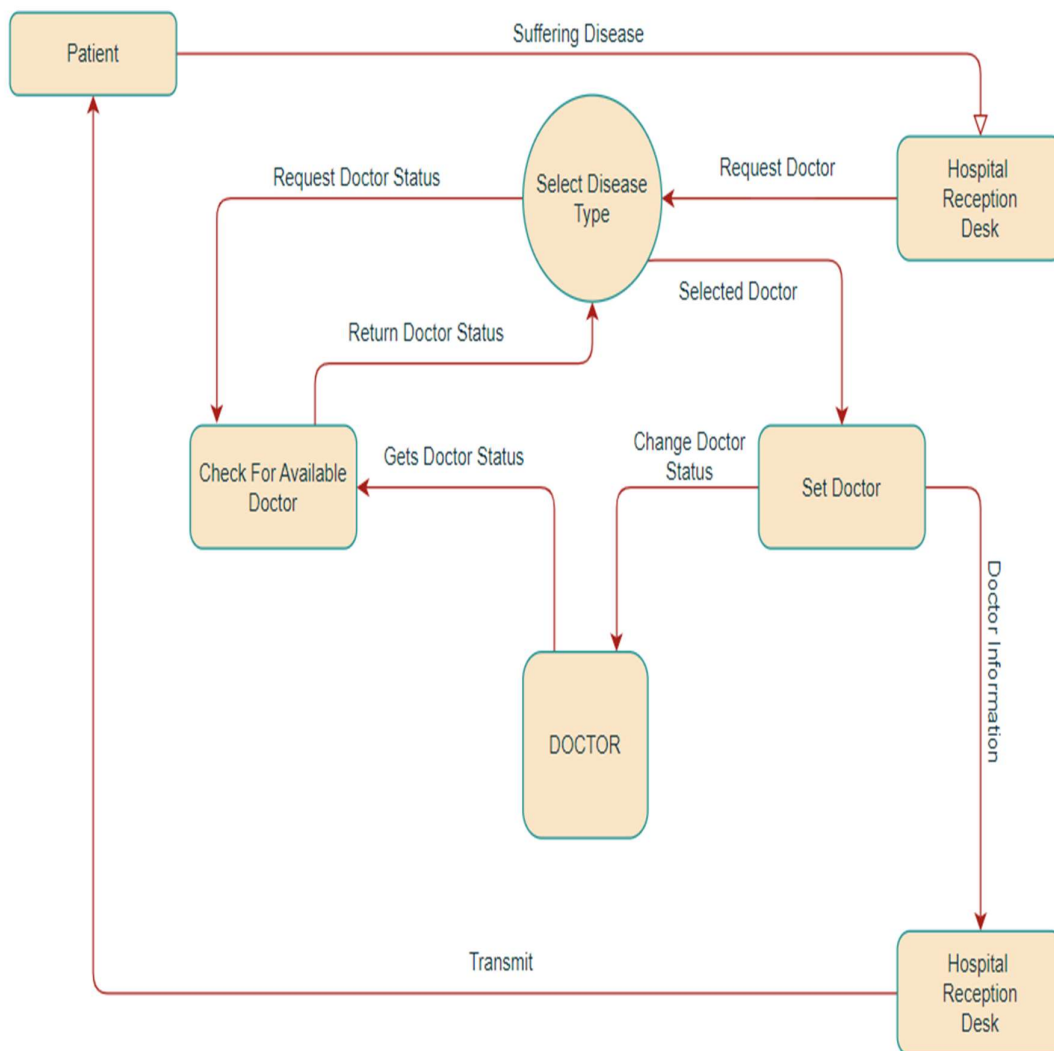 Suffering Disease
Patient
Hospital
Reception
Desk
Request Doctor
Select Disease
Type
Request Doctor Status
Selected Doctor
Return Doctor Status
Check For Available
Doctor
Gets Doctor Status
Change Doctor
Status
Set Doctor
Doctor Information
DOCTOR
Transmit
Hospital
Reception
Desk